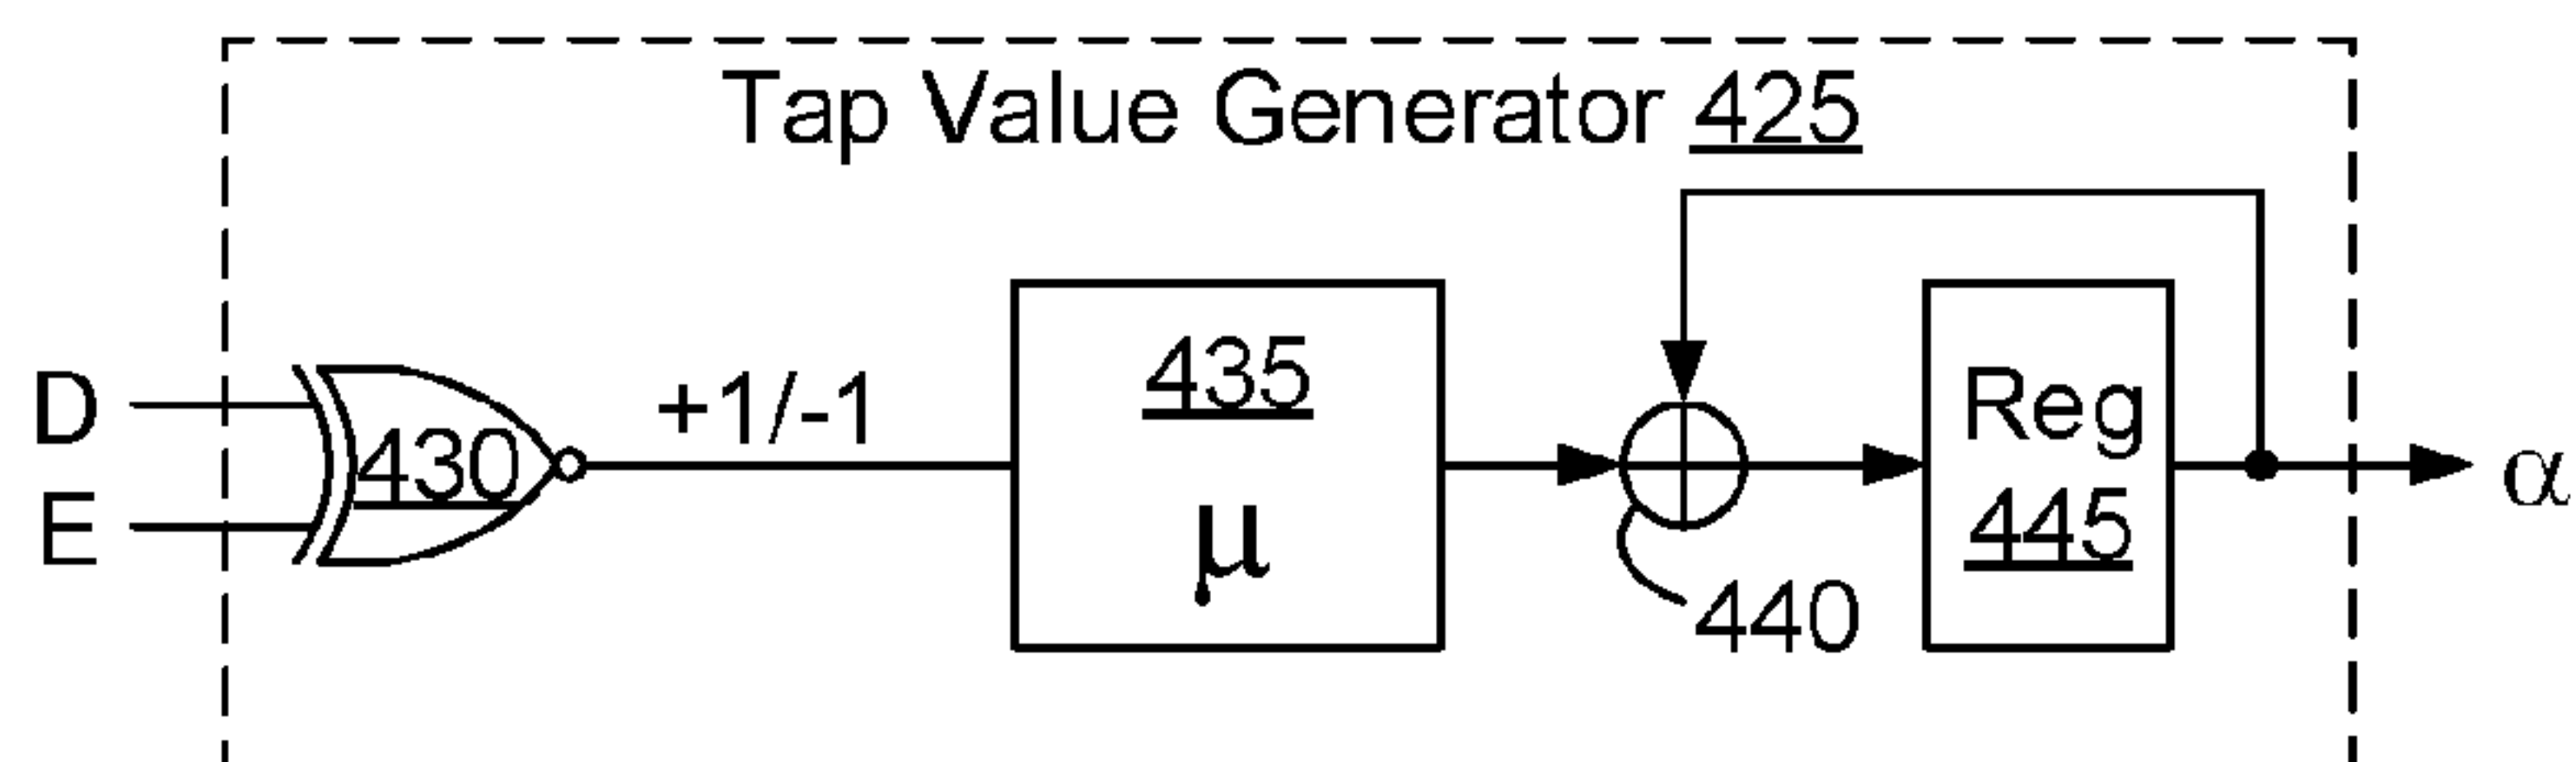 Tap Value Generator 425
D
E
430
+1/-1
435
μ
440
Reg
445
α